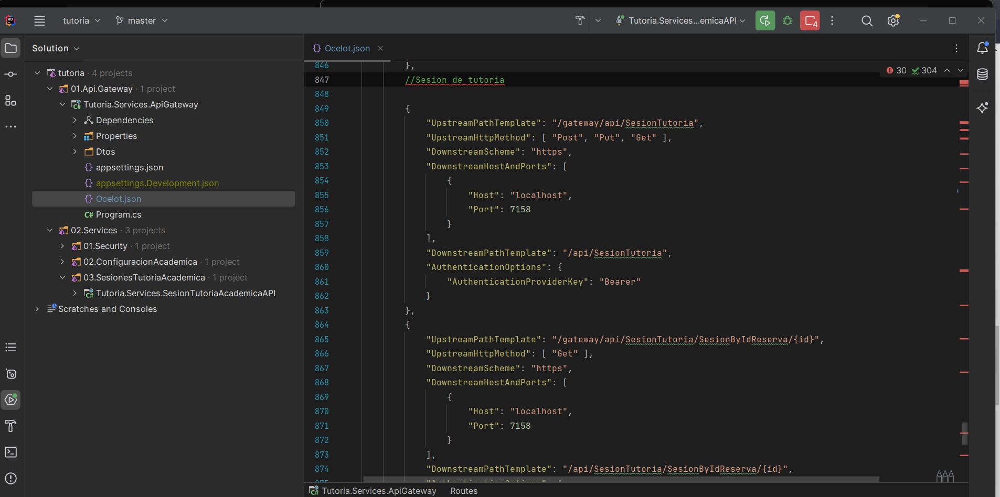 RD
tutoria
master
Tutoria.Services...emicaAPI
4
Solution
Ocelot.json
tutoria · 4 projects
01.Api.Gateway · 1 project
C# Tutoria.Services.ApiGateway
Dependencies
Properties
Dtos
{} appsettings.json
{} appsettings.Development.json
{} Ocelot.json
C# Program.cs
02.Services · 3 projects
01.Security · 1 project
02.ConfiguracionAcademica · 1 project
03.SesionesTutoriaAcademica · 1 project
C# Tutoria.Services.SesionTutoriaAcademicaAPI
Scratches and Consoles
30 304
846 },
847 //Sesion de tutoria
848
849 {
850 "UpstreamPathTemplate": "/gateway/api/SesionTutoria",
851 "UpstreamHttpMethod": [ "Post", "Put", "Get" ],
852 "DownstreamScheme": "https",
853 "DownstreamHostAndPorts": [
854 {
855 "Host": "localhost",
856 "Port": 7158
857 }
858 ],
859 "DownstreamPathTemplate": "/api/SesionTutoria",
860 "AuthenticationOptions": {
861 "AuthenticationProviderKey": "Bearer"
862 }
863 },
864 {
865 "UpstreamPathTemplate": "/gateway/api/SesionTutoria/SesionByIdReserva/{id}",
866 "UpstreamHttpMethod": [ "Get" ],
867 "DownstreamScheme": "https",
868 "DownstreamHostAndPorts": [
869 {
870 "Host": "localhost",
871 "Port": 7158
872 }
873 ],
874 "DownstreamPathTemplate": "/api/SesionTutoria/SesionByIdReserva/{id}",
875 "AuthenticationOptions": {
C# Tutoria.Services.ApiGateway Routes